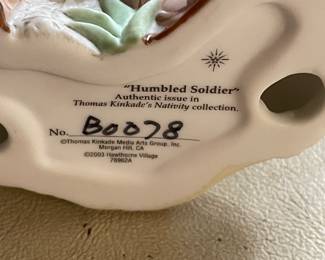 "Humbled Soldier"
Authentic issue in
Thomas Kinkade's Nativity collection.
No. B0078
©Thomas Kinkade Media Arts Group, Inc.
Morgan Hill, CA
©2003 Hawthorne Village
78962A